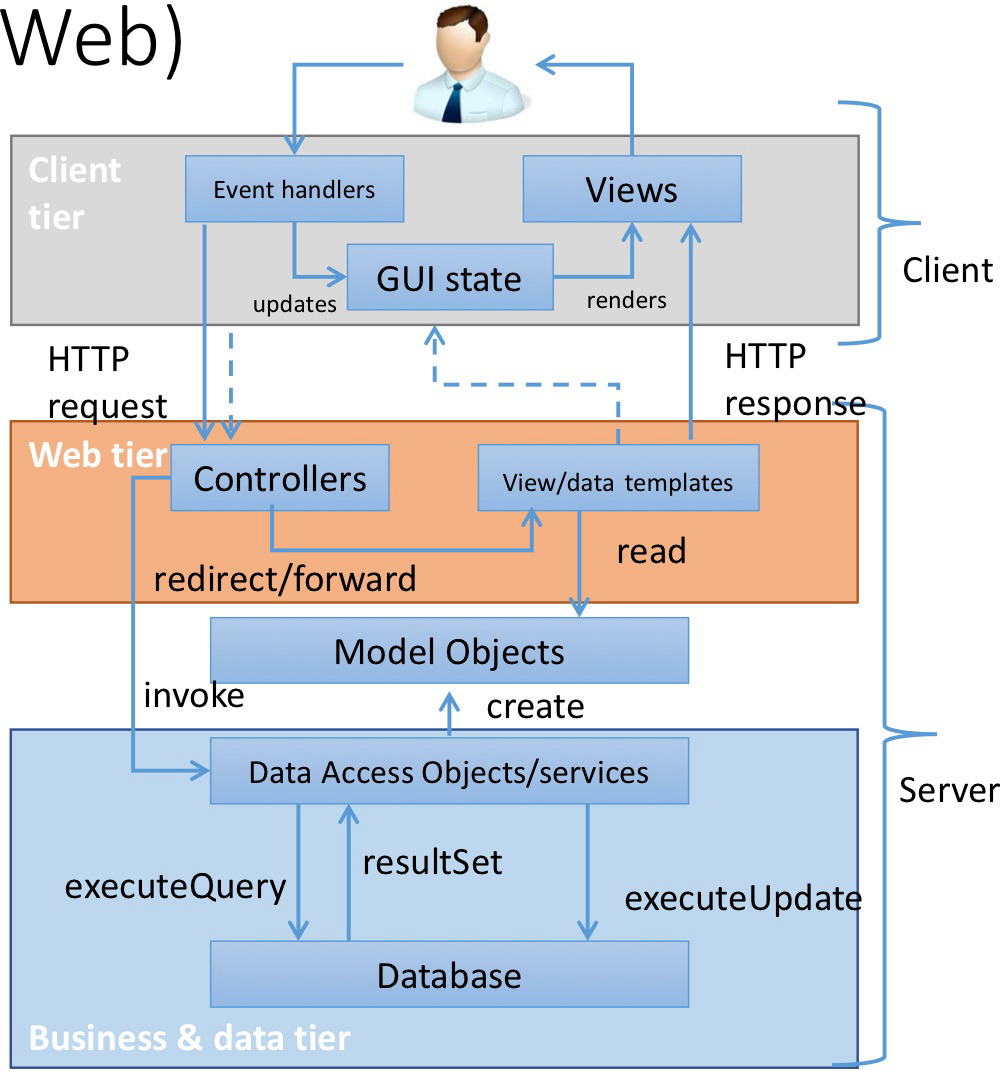 Web)
Client
tier
Event handlers
Views
GUI state
updates
renders
Client
HTTP
request
HTTP
response
Web tier
Controllers
View/data templates
redirect/forward
read
Model Objects
invoke
create
Data Access Objects/services
Server
executeQuery
resultSet
executeUpdate
Database
Business & data tier